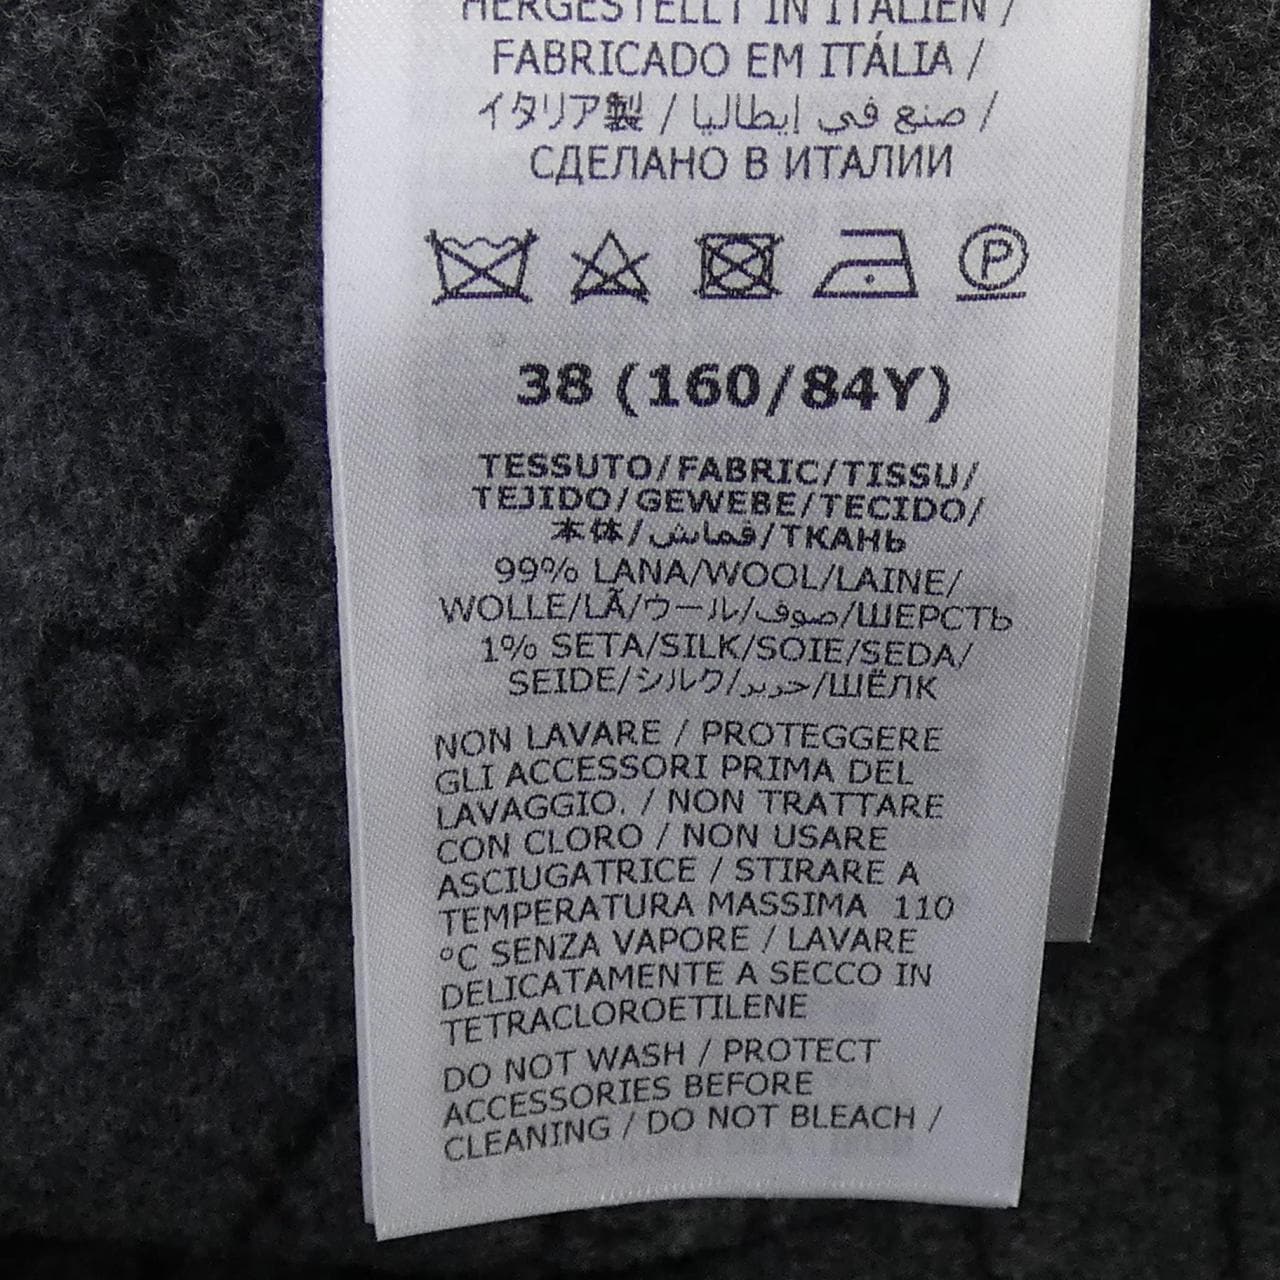 HERGESTELLT IN ITALIEN /
FABRICADO EM ITÁLIA /
イタリア製 / صنع في إيطاليا /
СДЕЛАНО В ИТАЛИИ
P
38 (160/84Y)
TESSUTO/FABRIC/TISSU/
TEJIDO/GEWEBE/TECIDO/
本体/قماش/ТКАНЬ
99% LANA/WOOL/LAINE/
WOLLE/LÃ/ウール/صوف/ШЕРСТЬ
1% SETA/SILK/SOIE/SEDA/
SEIDE/シルク/حرير/ШЁЛК
NON LAVARE / PROTEGGERE
GLI ACCESSORI PRIMA DEL
LAVAGGIO. / NON TRATTARE
CON CLORO / NON USARE
ASCIUGATRICE / STIRARE A
TEMPERATURA MASSIMA 110
°C SENZA VAPORE / LAVARE
DELICATAMENTE A SECCO IN
TETRACLOROETILENE
DO NOT WASH / PROTECT
ACCESSORIES BEFORE
CLEANING / DO NOT BLEACH /